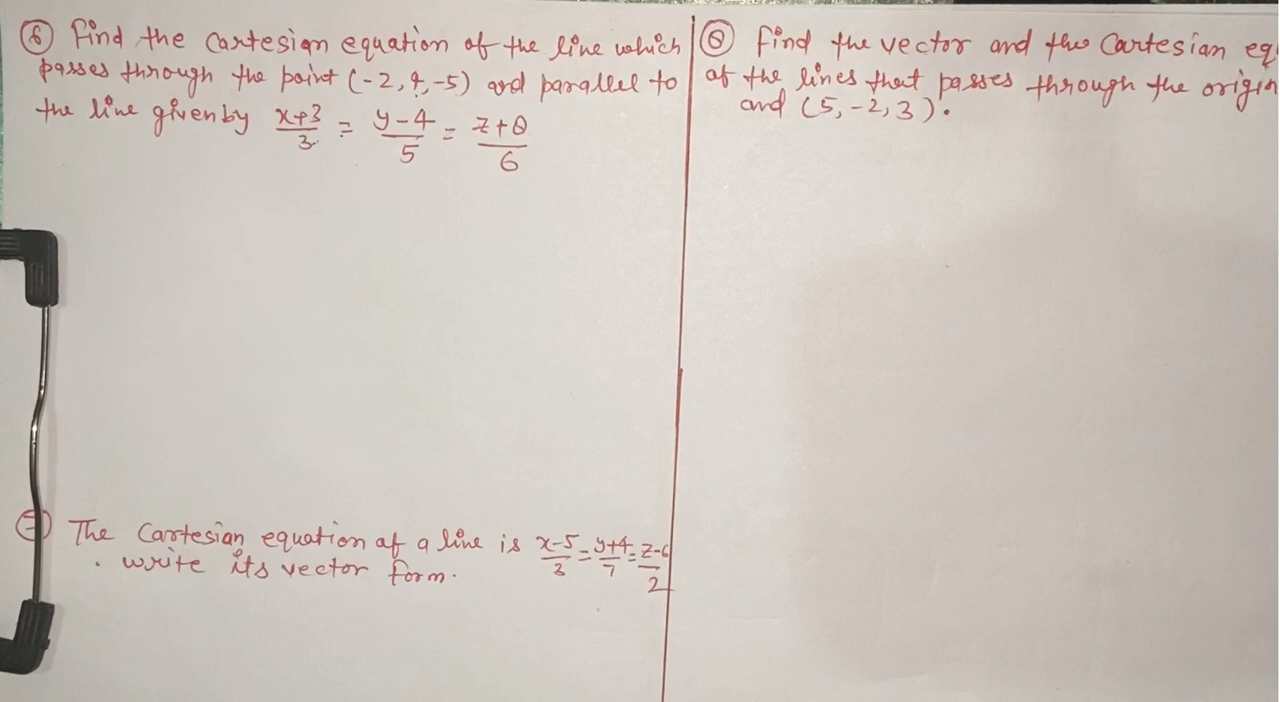 ⑥ Find the Cartesian equation of the line which
passes through the point (-2, 4, -5) and parallel to
the line given by x+3/3 = y-4/5 = z+8/6
⑦ The Cartesian equation of a line is x-5/3 = y+4/7 = z-6/2
. write its vector form.
⑧ Find the vector and the Cartesian eq
of the lines that passes through the origin
and (5, -2, 3).